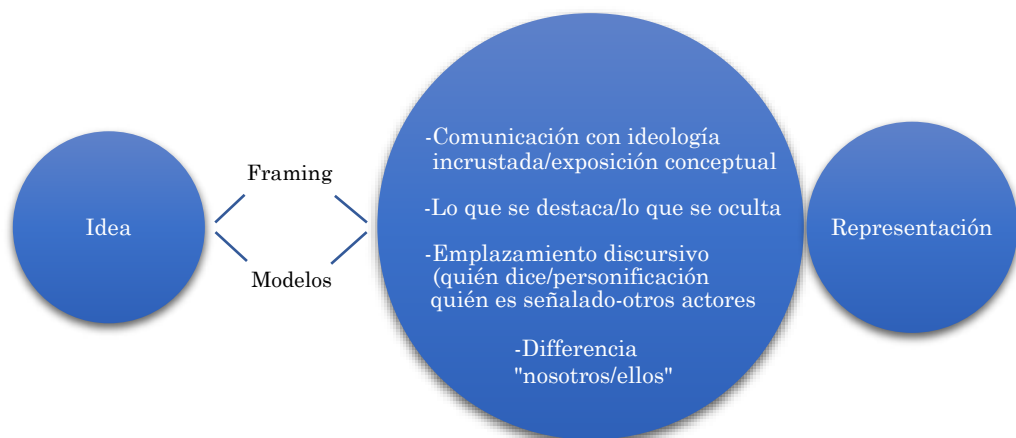 Idea
Framing
Modelos
-Comunicación con ideología
incrustada/exposición conceptual
-Lo que se destaca/lo que se oculta
-Emplazamiento discursivo
(quién dice/personificación
quién es señalado-otros actores
-Differencia
"nosotros/ellos"
Representación